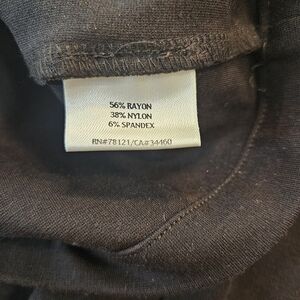 56% RAYON
38% NYLON
6% SPANDEX
RN#78121/CA#34460